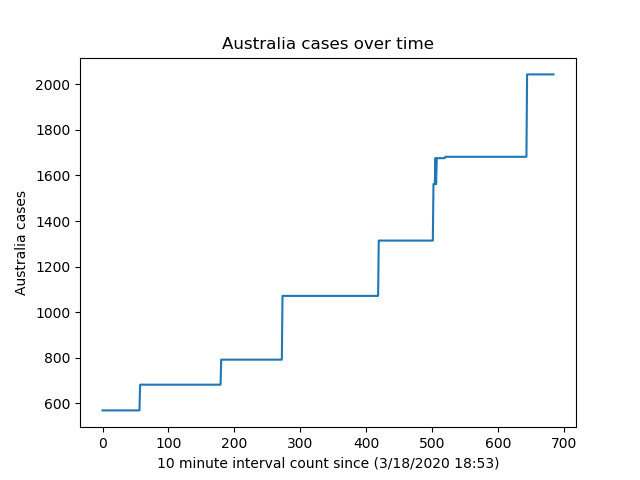 Australia cases over time
Australia cases
2000
1800
1600
1400
1200
1000
800
600
0 100 200 300 400 500 600 700
10 minute interval count since (3/18/2020 18:53)